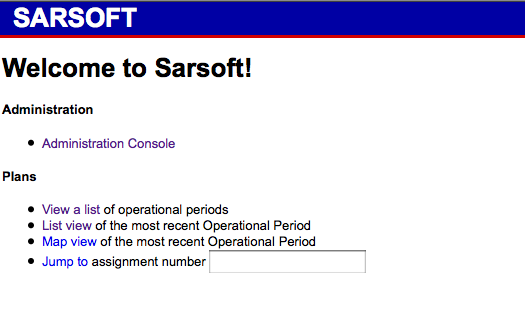 SARSOFT
Welcome to Sarsoft!
Administration
Administration Console
Plans
View a list of operational periods
List view of the most recent Operational Period
Map view of the most recent Operational Period
Jump to assignment number